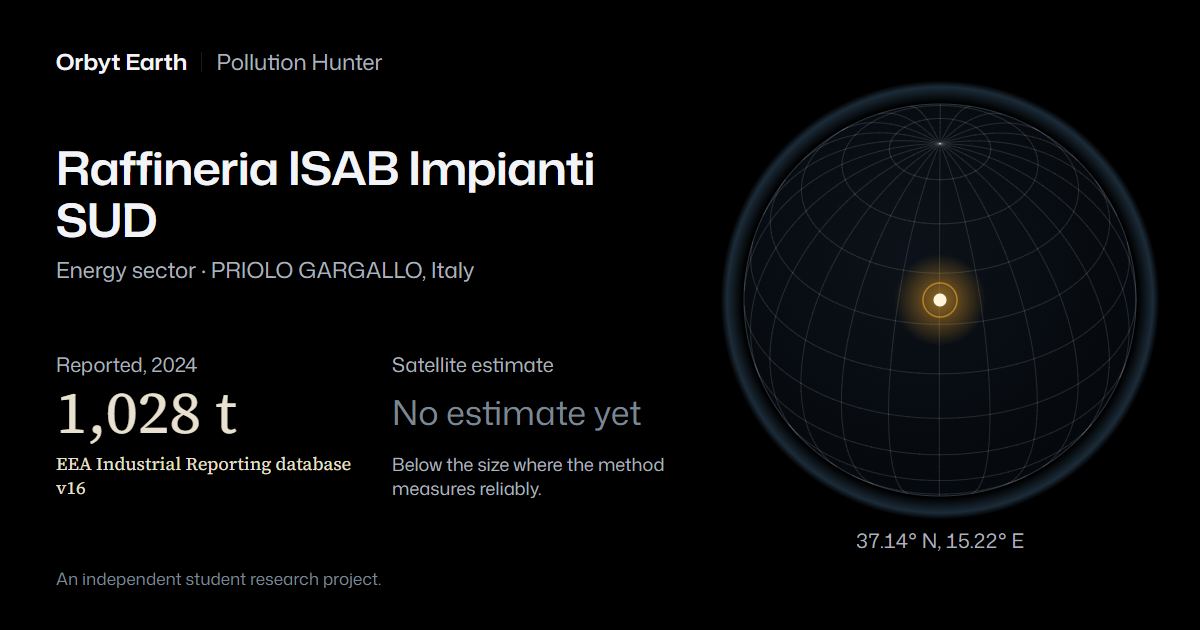 Orbyt Earth | Pollution Hunter
Raffineria ISAB Impianti
SUD
Energy sector · PRIOLO GARGALLO, Italy
Reported, 2024
1,028 t
EEA Industrial Reporting database
v16
Satellite estimate
No estimate yet
Below the size where the method
measures reliably.
37.14° N, 15.22° E
An independent student research project.